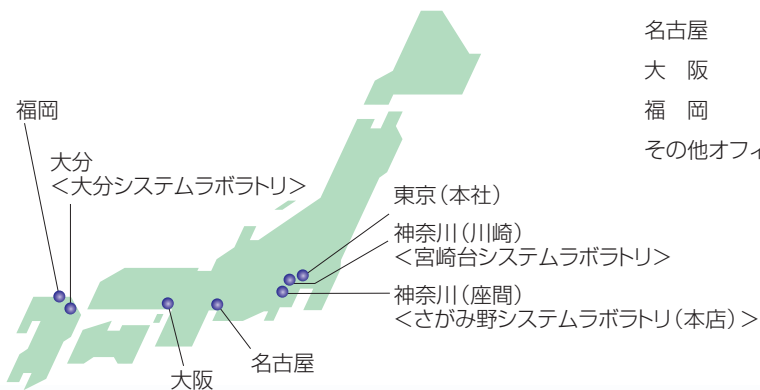 名古屋
大　阪
福　岡
その他オフィ
福岡
大分
＜大分システムラボラトリ＞
東京（本社）
神奈川（川崎）
＜宮崎台システムラボラトリ＞
神奈川（座間）
＜さがみ野システムラボラトリ（本店）＞
名古屋
大阪